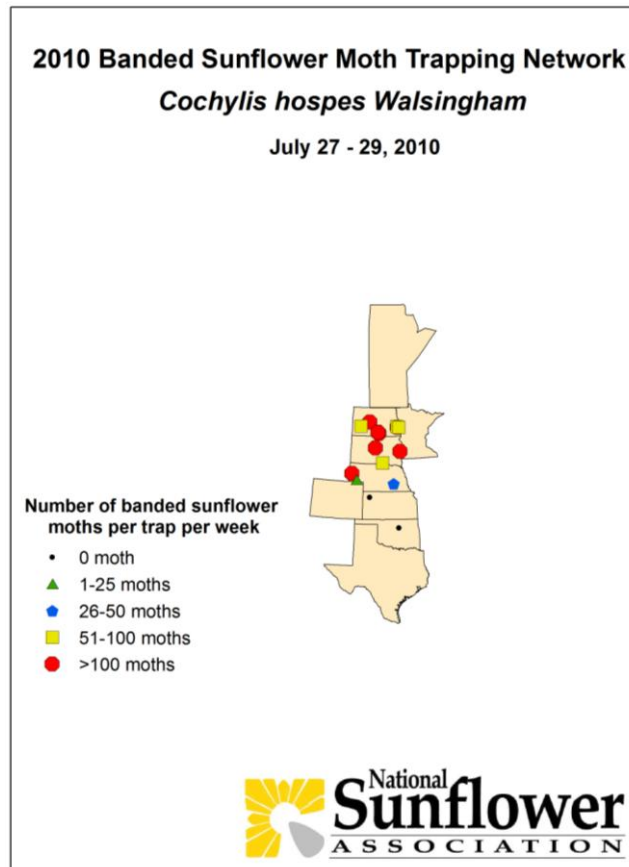 2010 Banded Sunflower Moth Trapping Network
Cochylis hospes Walsingham
July 27 - 29, 2010
Number of banded sunflower
moths per trap per week
0 moth
1-25 moths
26-50 moths
51-100 moths
>100 moths
National
Sunflower
ASSOCIATION